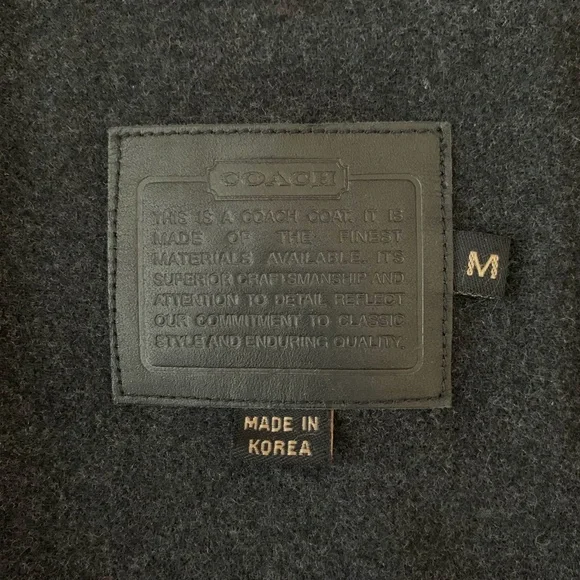 COACH
THIS IS A COACH COAT. IT IS
MADE OF THE FINEST
MATERIALS AVAILABLE. ITS
SUPERIOR CRAFTSMANSHIP AND
ATTENTION TO DETAIL REFLECT
OUR COMMITMENT TO CLASSIC
STYLE AND ENDURING QUALITY.
M
MADE IN
KOREA